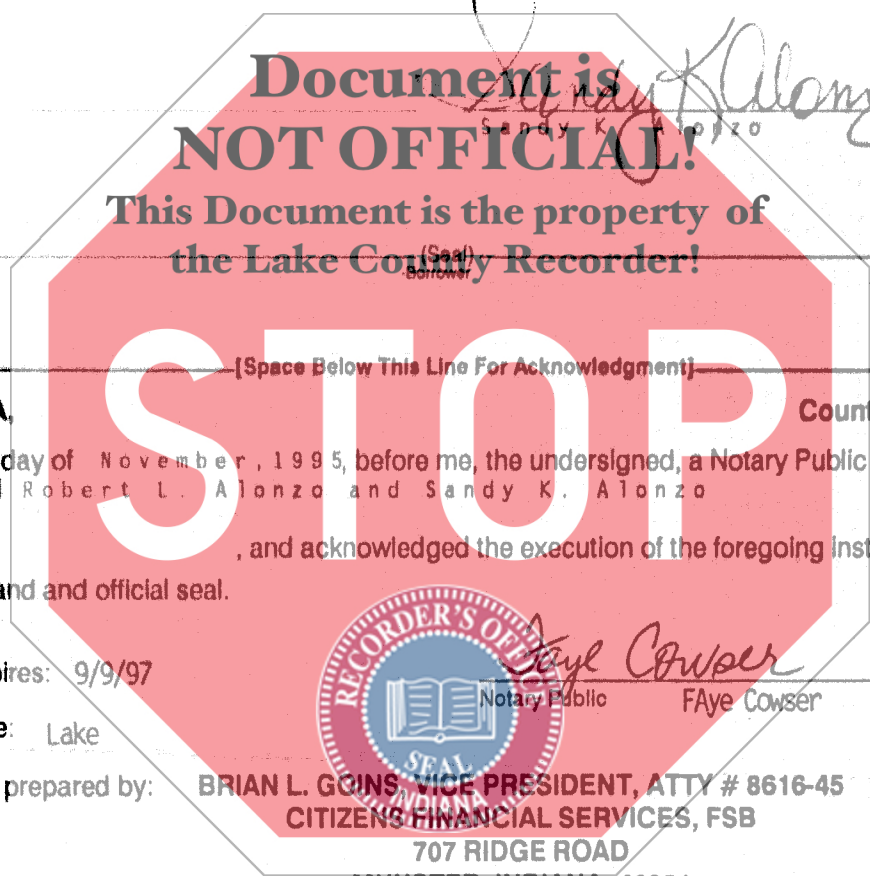 Document is
Sandy K Alonzo
Sandy K. Alonzo
NOT OFFICIAL!
This Document is the property of
the Lake County Recorder!
(Seal)
-Borrower
[Space Below This Line For Acknowledgment]
STOP
A, Count
day of November, 1995, before me, the undersigned, a Notary Public
Robert L. Alonzo and Sandy K. Alonzo
, and acknowledged the execution of the foregoing inst
and and official seal.
RECORDER'S OFFICE
SEAL
INDIANA
Faye Cowser
pires: 9/9/97
Notary Public FAye Cowser
e: Lake
prepared by: BRIAN L. GOINS, VICE PRESIDENT, ATTY # 8616-45
CITIZENS FINANCIAL SERVICES, FSB
707 RIDGE ROAD